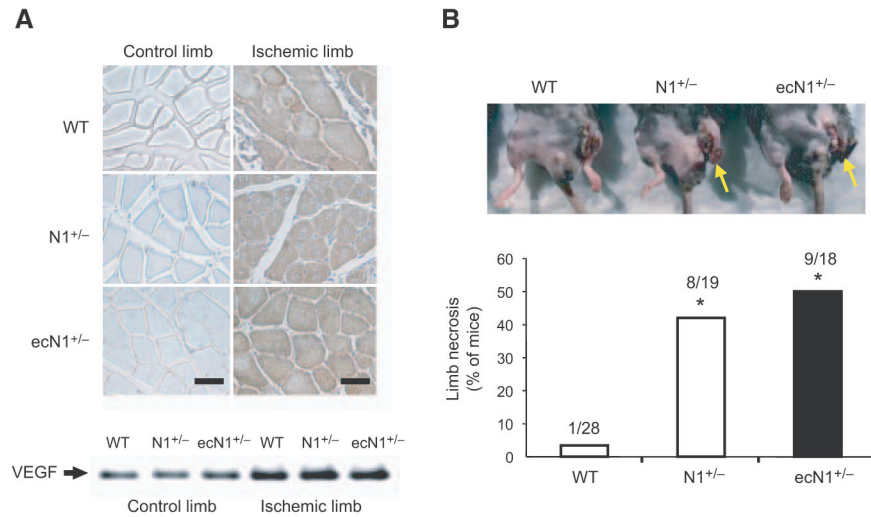 A
Control limb Ischemic limb
WT
N1+/–
ecN1+/–
WT N1+/– ecN1+/– WT N1+/– ecN1+/–
VEGF
Control limb Ischemic limb
B
WT N1+/– ecN1+/–
60
50
40
30
20
10
0
Limb necrosis
(% of mice)
1/28
8/19
*
9/18
*
WT N1+/– ecN1+/–